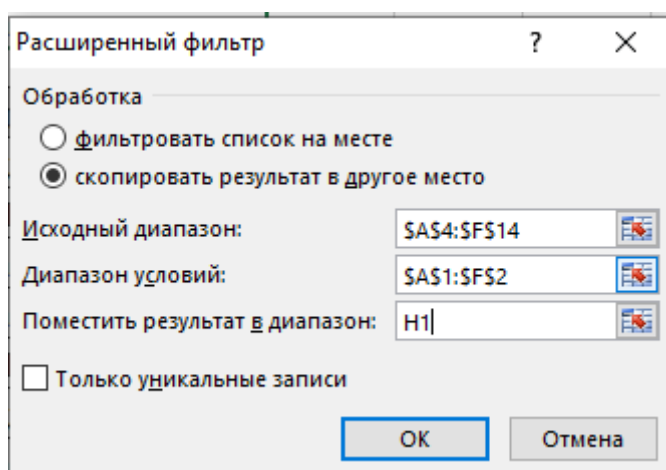 Расширенный фильтр ?
Обработка
фильтровать список на месте
скопировать результат в другое место
Исходный диапазон: $A$4:$F$14
Диапазон условий: $A$1:$F$2
Поместить результат в диапазон: H1
Только уникальные записи
ОК Отмена